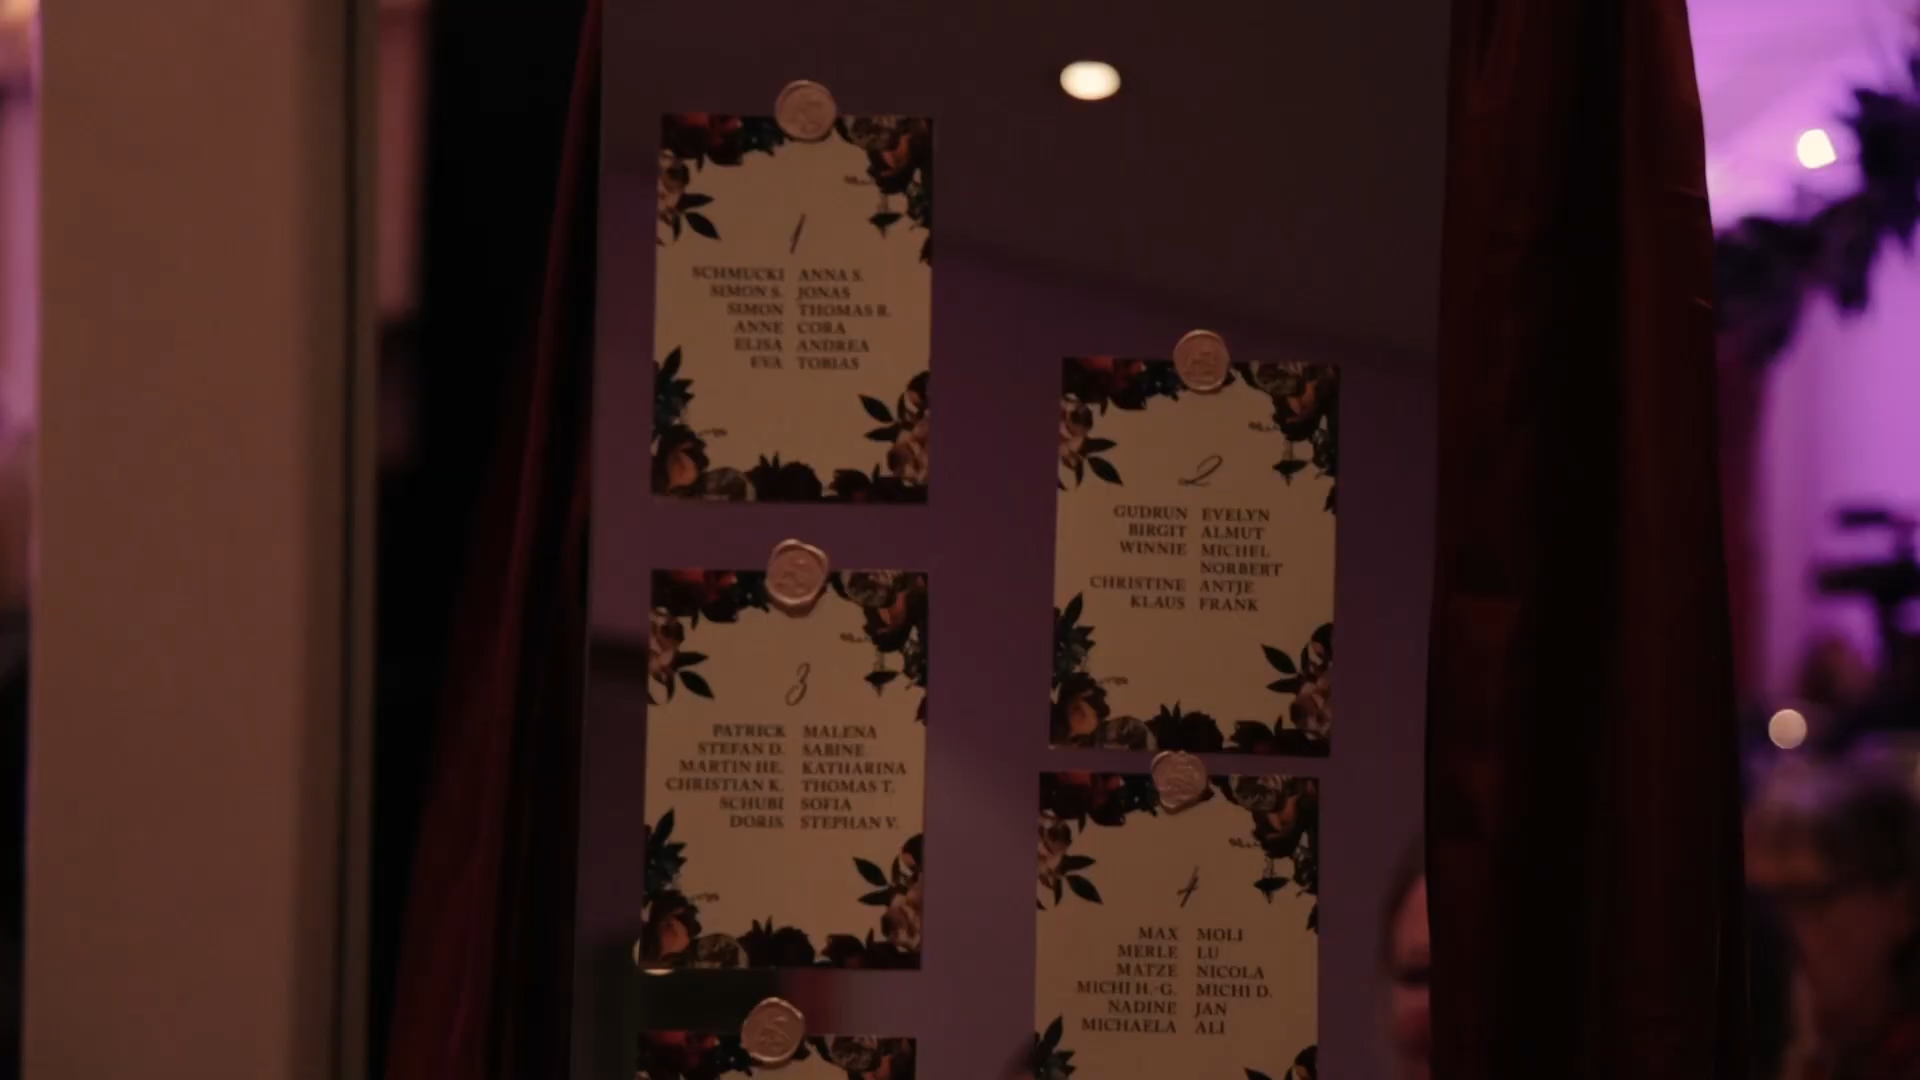 1
SCHMUCKI ANNA S.
SIMON S. JONAS
SIMON THOMAS R.
ANNE CORA
ELISA ANDREA
EVA TOBIAS
2
GUDRUN EVELYN
BIRGIT ALMUT
WINNIE MICHEL
NORBERT
CHRISTINE ANTJE
KLAUS FRANK
3
PATRICK MALENA
STEFAN D. SABINE
MARTIN HE. KATHARINA
CHRISTIAN K. THOMAS T.
SCHUBI SOFIA
DORIS STEPHAN V.
4
MAX MOLI
MERLE LU
MATZE NICOLA
MICHI H.-G. MICHI D.
NADINE JAN
MICHAELA ALI